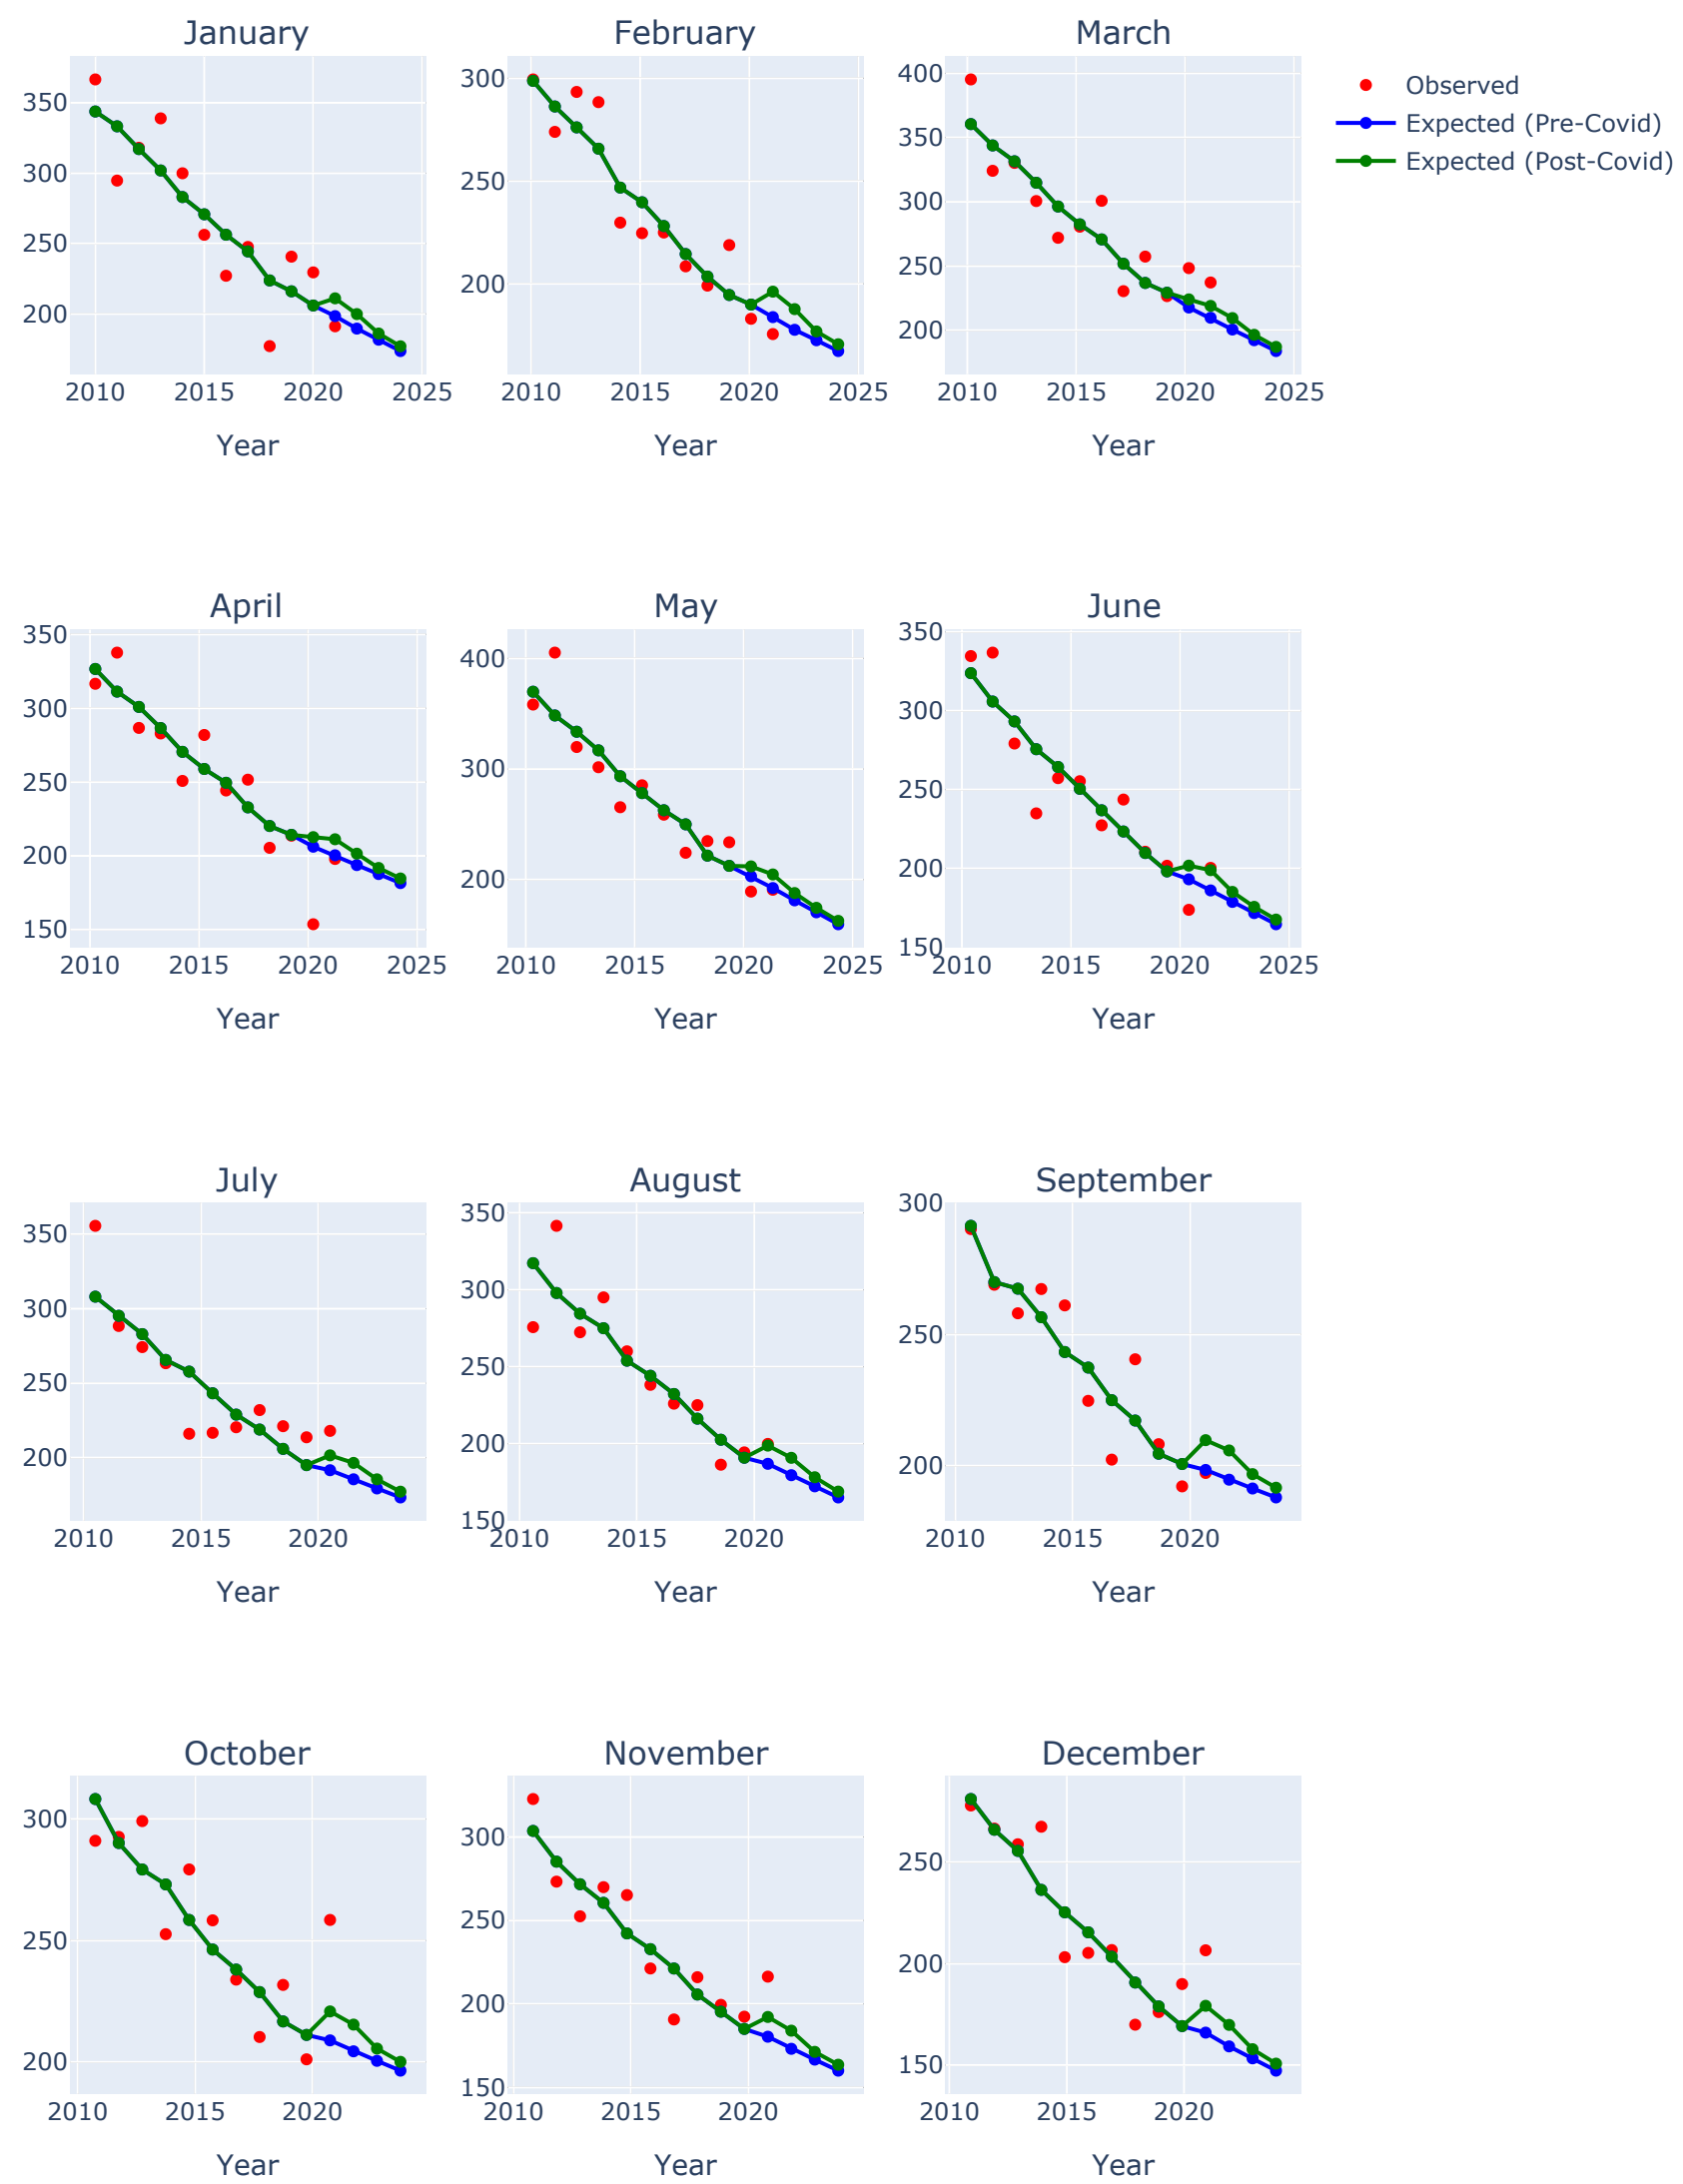 January February March
400
350
300
250
200
2010 2015 2020 2025
Year
300
250
200
2010 2015 2020 2025
Year
350
300
250
200
2010 2015 2020 2025
Year
Observed
Expected (Pre-Covid)
Expected (Post-Covid)
April May June
350
300
250
200
150
2010 2015 2020 2025
Year
400
300
200
2010 2015 2020 2025
Year
350
300
250
200
150
2010 2015 2020 2025
Year
July August September
350
300
250
200
2010 2015 2020
Year
350
300
250
200
150
2010 2015 2020
Year
300
250
200
2010 2015 2020
Year
October November December
300
250
200
2010 2015 2020
Year
300
250
200
150
2010 2015 2020
Year
250
200
150
2010 2015 2020
Year